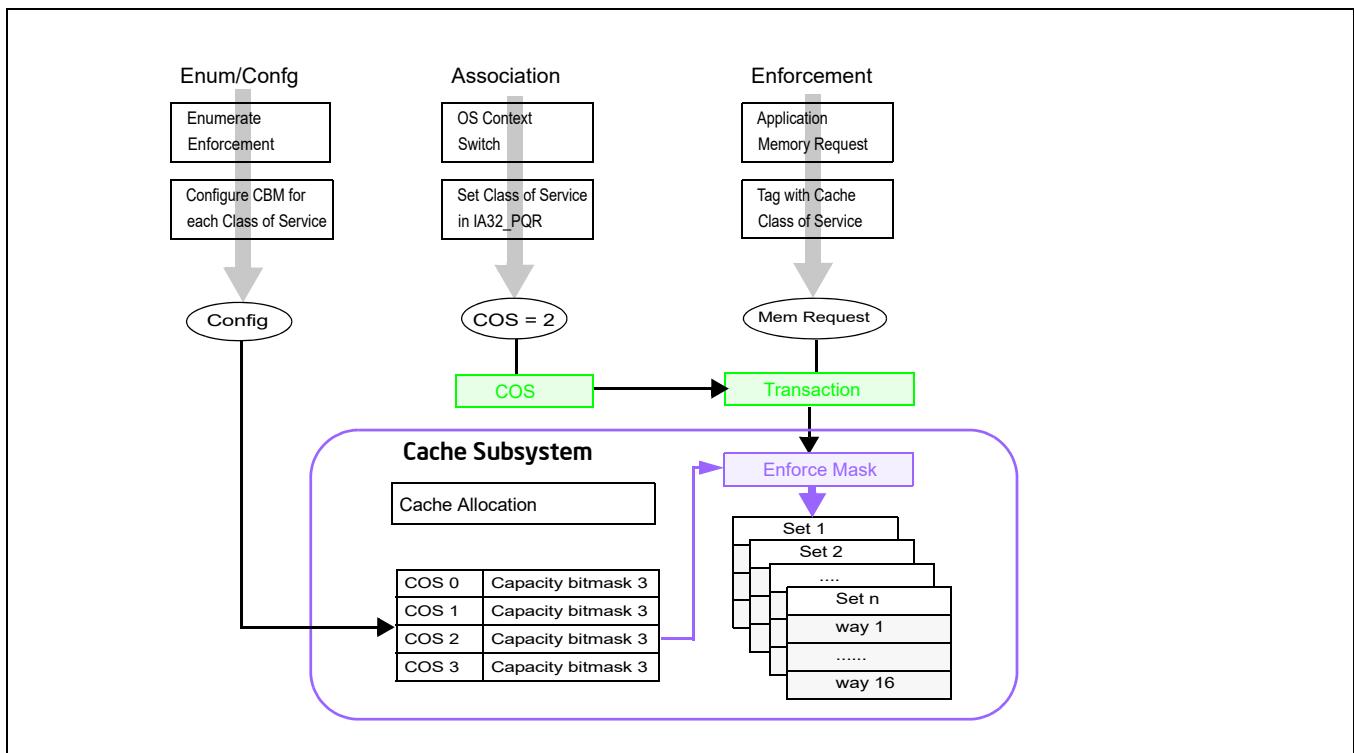 Enum/Confg
Association
Enforcement
Enumerate
Enforcement
OS Context
Switch
Application
Memory Request
Configure CBM for
each Class of Service
Set Class of Service
in IA32_PQR
Tag with Cache
Class of Service
Config
COS = 2
Mem Request
COS
Transaction
Cache Subsystem
Enforce Mask
Cache Allocation
Set 1
Set 2
....
Set n
way 1
......
way 16
COS 0 Capacity bitmask 3
COS 1 Capacity bitmask 3
COS 2 Capacity bitmask 3
COS 3 Capacity bitmask 3